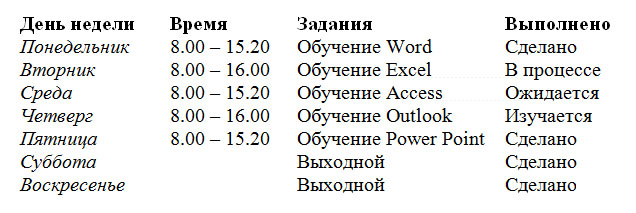 День недели Время Задания Выполнено
Понедельник 8.00 – 15.20 Обучение Word Сделано
Вторник 8.00 – 16.00 Обучение Excel В процессе
Среда 8.00 – 15.20 Обучение Access Ожидается
Четверг 8.00 – 16.00 Обучение Outlook Изучается
Пятница 8.00 – 15.20 Обучение Power Point Сделано
Суббота Выходной Сделано
Воскресенье Выходной Сделано